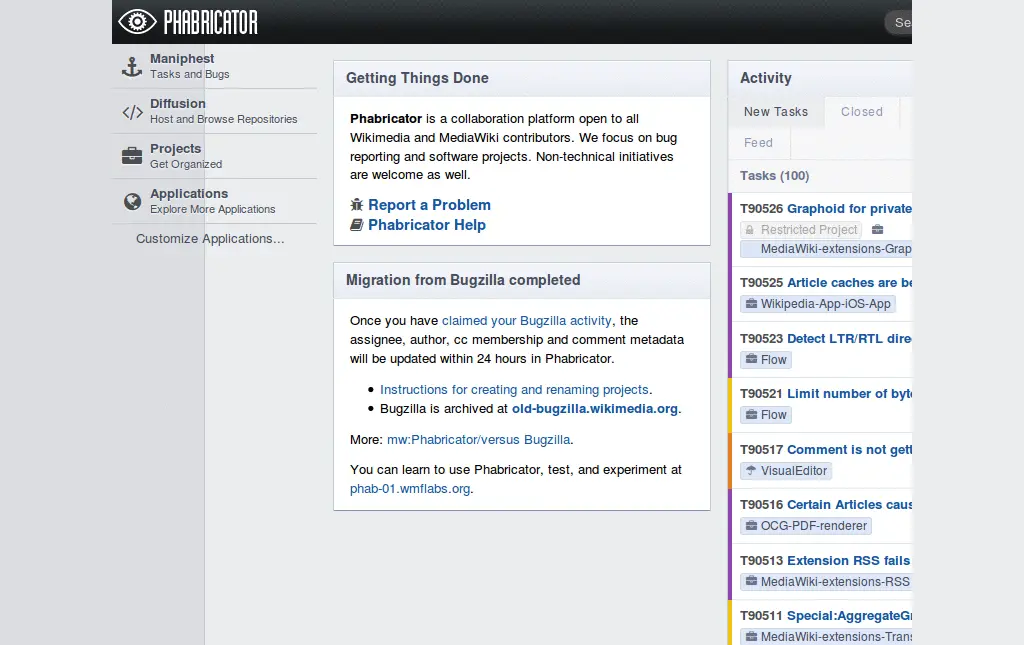 PHABRICATOR
Se
Maniphest
Tasks and Bugs
Diffusion
Host and Browse Repositories
Projects
Get Organized
Applications
Explore More Applications
Customize Applications...
Getting Things Done
Phabricator is a collaboration platform open to all
Wikimedia and MediaWiki contributors. We focus on bug
reporting and software projects. Non-technical initiatives
are welcome as well.
Report a Problem
Phabricator Help
Migration from Bugzilla completed
Once you have claimed your Bugzilla activity, the
assignee, author, cc membership and comment metadata
will be updated within 24 hours in Phabricator.
• Instructions for creating and renaming projects.
• Bugzilla is archived at old-bugzilla.wikimedia.org.
More: mw:Phabricator/versus Bugzilla.
You can learn to use Phabricator, test, and experiment at
phab-01.wmflabs.org.
Activity
New Tasks
Closed
Feed
Tasks (100)
T90526 Graphoid for private
Restricted Project
MediaWiki-extensions-Grap
T90525 Article caches are be
Wikipedia-App-iOS-App
T90523 Detect LTR/RTL dire
Flow
T90521 Limit number of byte
Flow
T90517 Comment is not gett
VisualEditor
T90516 Certain Articles caus
OCG-PDF-renderer
T90513 Extension RSS fails
MediaWiki-extensions-RSS
T90511 Special:AggregateGr
MediaWiki-extensions-Trans